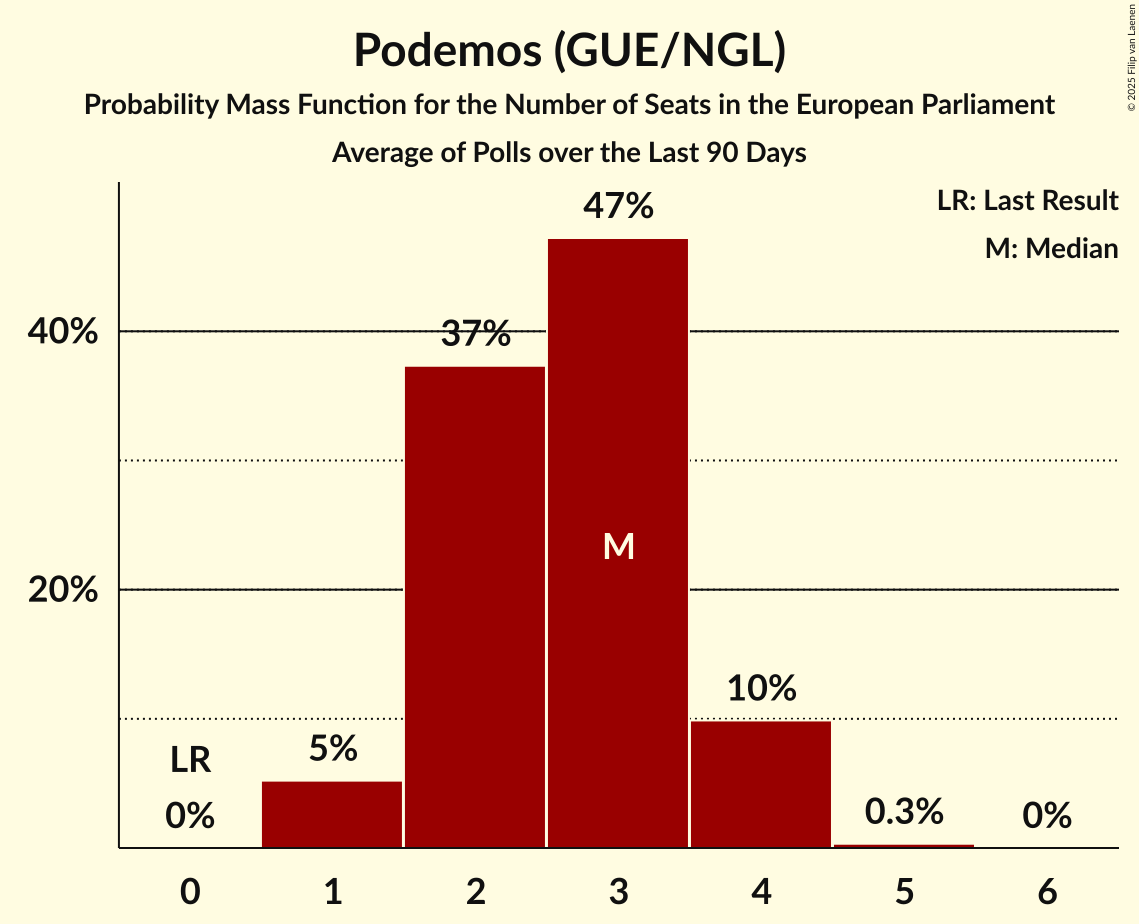 Podemos (GUE/NGL)
Probability Mass Function for the Number of Seats in the European Parliament
Average of Polls over the Last 90 Days
© 2025 Filip van Laenen
LR: Last Result
M: Median
47%
40%
37%
M
20%
10%
5%
LR
0%
0.3%
0%
0 1 2 3 4 5 6